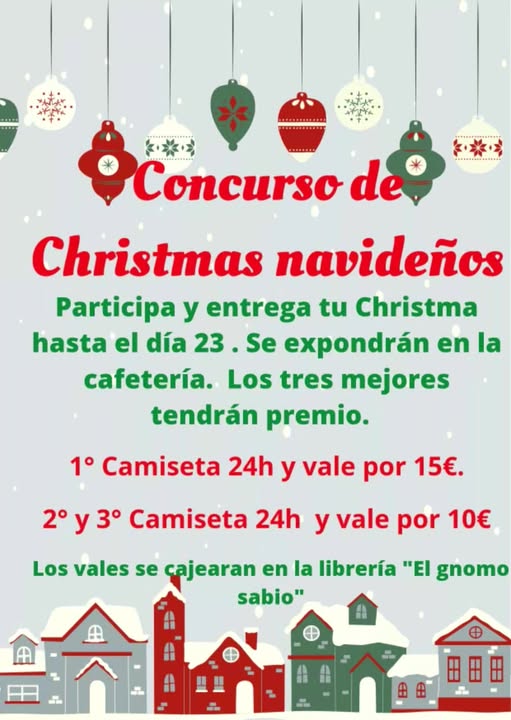 Concurso de
Christmas navideños
Participa y entrega tu Christma
hasta el día 23 . Se expondrán en la
cafetería. Los tres mejores
tendrán premio.
1° Camiseta 24h y vale por 15€.
2° y 3° Camiseta 24h y vale por 10€
Los vales se cajearan en la librería "El gnomo
sabio"